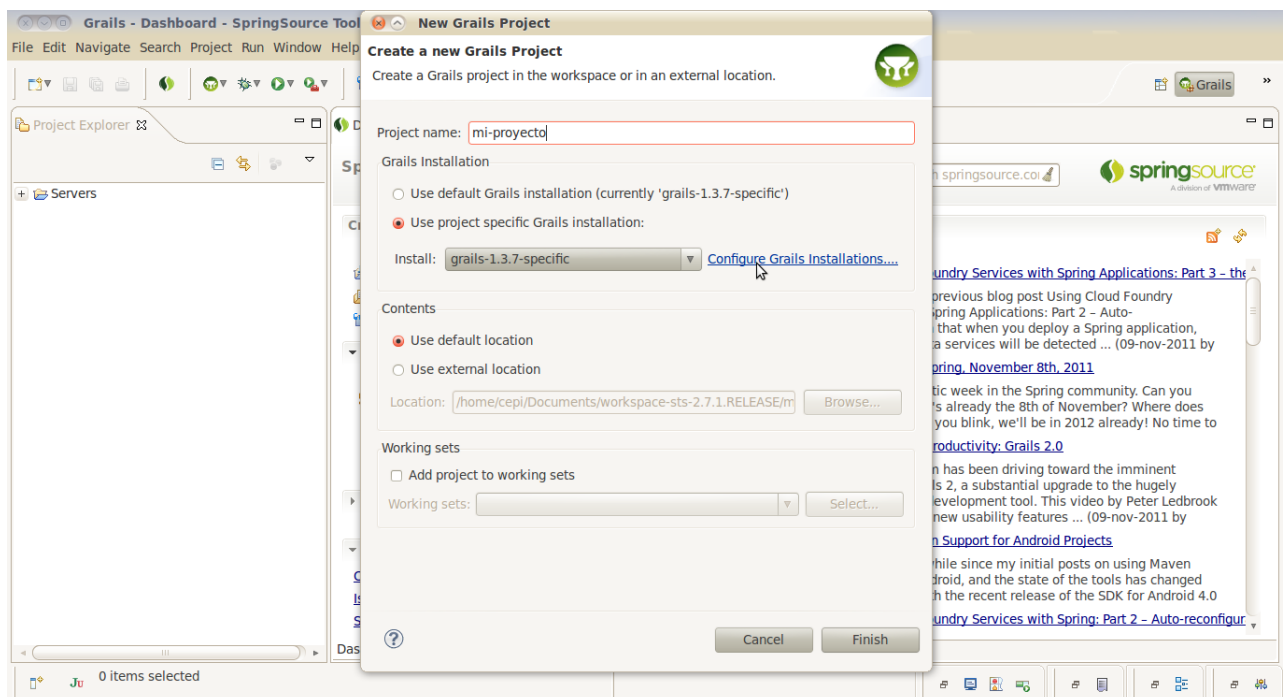 Grails - Dashboard - SpringSource Tool
New Grails Project
File Edit Navigate Search Project Run Window Help
Create a new Grails Project
Create a Grails project in the workspace or in an external location.
Grails
»
Project Explorer
Project name: mi-proyecto
Grails Installation
springsource.com
springsource
A division of vmware
Servers
Use default Grails installation (currently 'grails-1.3.7-specific')
Use project specific Grails installation:
Install: grails-1.3.7-specific
Configure Grails Installations....
Contents
Use default location
Use external location
Location: /home/cepi/Documents/workspace-sts-2.7.1.RELEASE/m
Browse...
Working sets
Add project to working sets
Working sets:
Select...
Cancel
Finish
undry Services with Spring Applications: Part 3 – the
previous blog post Using Cloud Foundry
Spring Applications: Part 2 – Auto-
that when you deploy a Spring application,
a services will be detected ... (09-nov-2011 by
pring, November 8th, 2011
tic week in the Spring community. Can you
's already the 8th of November? Where does
you blink, we'll be in 2012 already! No time to
roductivity: Grails 2.0
has been driving toward the imminent
ls 2, a substantial upgrade to the hugely
evelopment tool. This video by Peter Ledbrook
new usability features ... (09-nov-2011 by
n Support for Android Projects
hile since my initial posts on using Maven
droid, and the state of the tools has changed
h the recent release of the SDK for Android 4.0
undry Services with Spring: Part 2 – Auto-reconfigur
Das
Ju
0 items selected